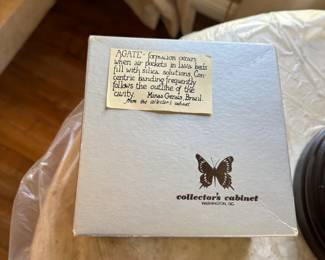 AGATE - formation occurs
when air pockets in lava beds
fill with silica solutions. Con-
centric banding frequently
follows the outline of the
cavity. Minas Gerais, Brazil.
from the collector's cabinet
collector's cabinet
WASHINGTON, DC